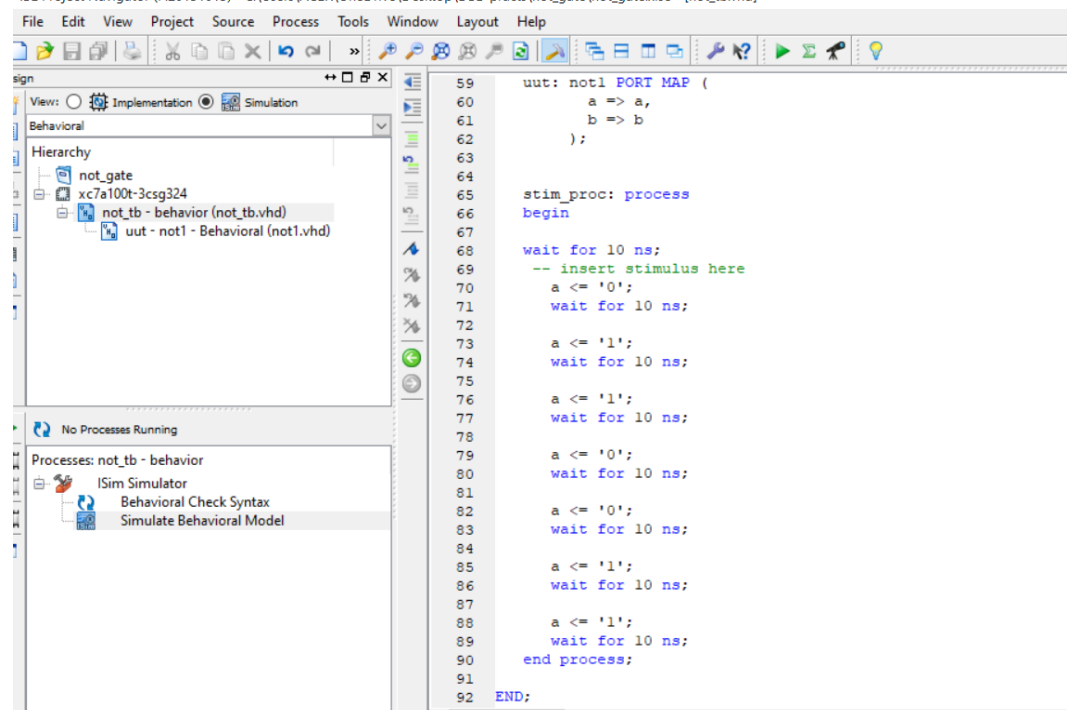 File Edit View Project Source Process Tools Window Layout Help
»
View: Implementation Simulation
Behavioral
Hierarchy
not_gate
xc7a100t-3csg324
not_tb - behavior (not_tb.vhd)
uut - not1 - Behavioral (not1.vhd)
No Processes Running
Processes: not_tb - behavior
ISim Simulator
Behavioral Check Syntax
Simulate Behavioral Model
59 uut: not1 PORT MAP (
60 a => a,
61 b => b
62 );
63
64
65 stim_proc: process
66 begin
67
68 wait for 10 ns;
69 -- insert stimulus here
70 a <= '0';
71 wait for 10 ns;
72
73 a <= '1';
74 wait for 10 ns;
75
76 a <= '1';
77 wait for 10 ns;
78
79 a <= '0';
80 wait for 10 ns;
81
82 a <= '0';
83 wait for 10 ns;
84
85 a <= '1';
86 wait for 10 ns;
87
88 a <= '1';
89 wait for 10 ns;
90 end process;
91
92 END;